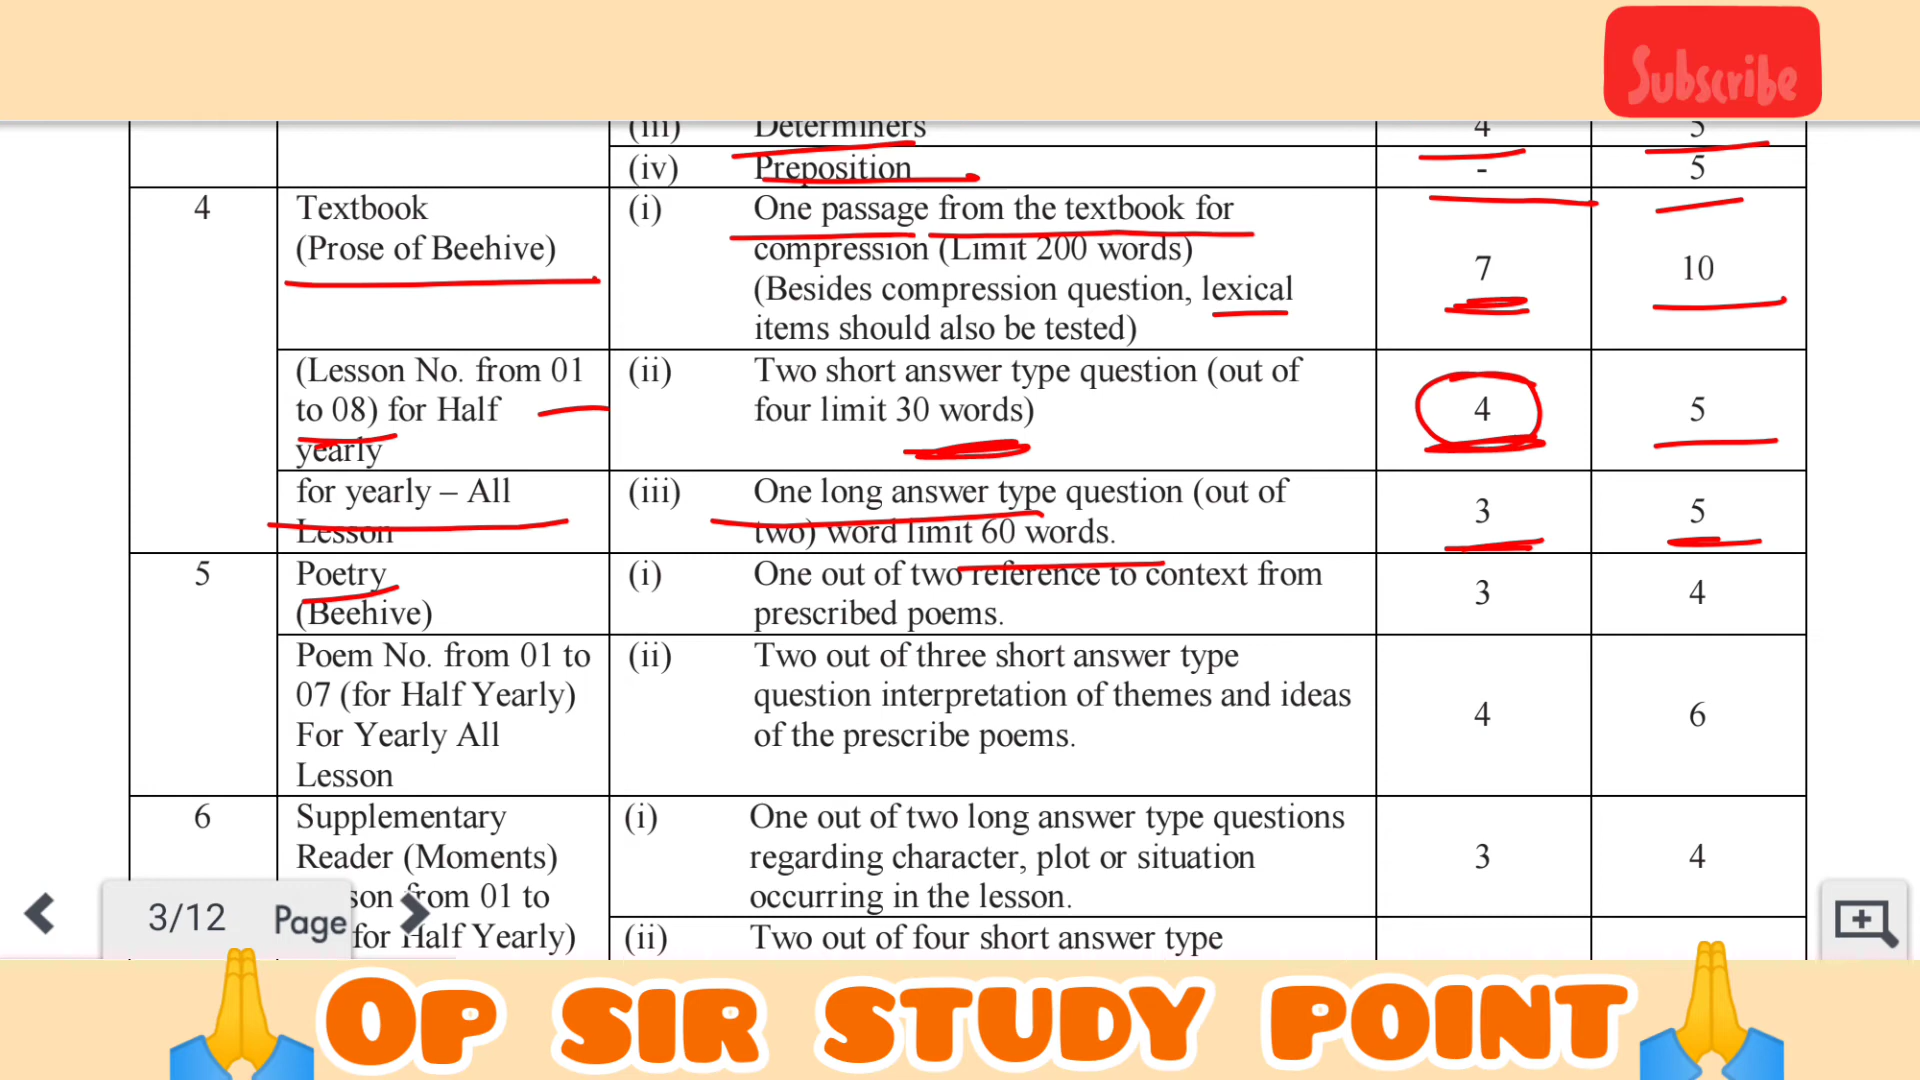 Subscribe
(iii) Determiners 4 5
(iv) Preposition - 5
4 Textbook (i) One passage from the textbook for
(Prose of Beehive) compression (Limit 200 words)
(Besides compression question, lexical 7 10
items should also be tested)
(Lesson No. from 01 (ii) Two short answer type question (out of
to 08) for Half four limit 30 words) 4 5
yearly
for yearly – All (iii) One long answer type question (out of 3 5
Lesson two) word limit 60 words.
5 Poetry (i) One out of two reference to context from 3 4
(Beehive) prescribed poems.
Poem No. from 01 to (ii) Two out of three short answer type
07 (for Half Yearly) question interpretation of themes and ideas 4 6
For Yearly All of the prescribe poems.
Lesson
6 Supplementary (i) One out of two long answer type questions
Reader (Moments) regarding character, plot or situation 3 4
son from 01 to occurring in the lesson.
for Half Yearly) (ii) Two out of four short answer type
3/12 Page
OP SIR STUDY POINT